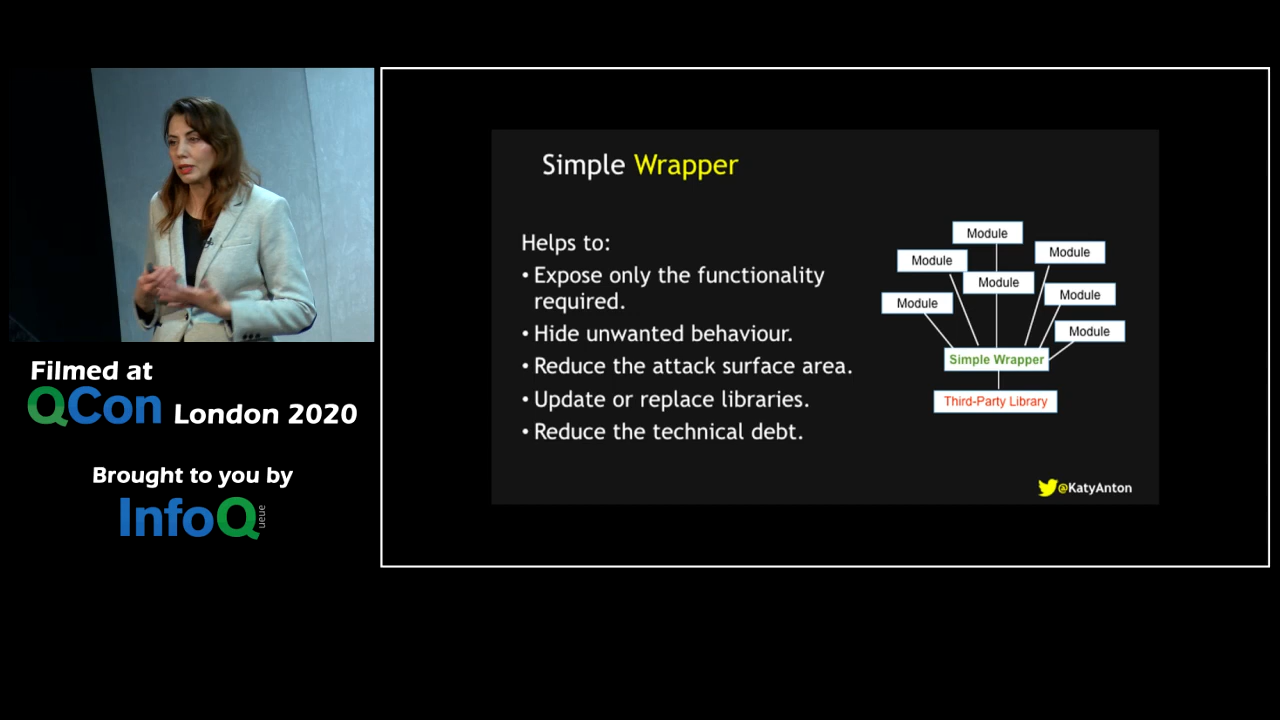 Filmed at
QCon London 2020
Brought to you by
InfoQ
ueue
Simple Wrapper
Helps to:
• Expose only the functionality
required.
• Hide unwanted behaviour.
• Reduce the attack surface area.
• Update or replace libraries.
• Reduce the technical debt.
Module
Module
Module
Module
Module
Module
Module
Simple Wrapper
Third-Party Library
@KatyAnton